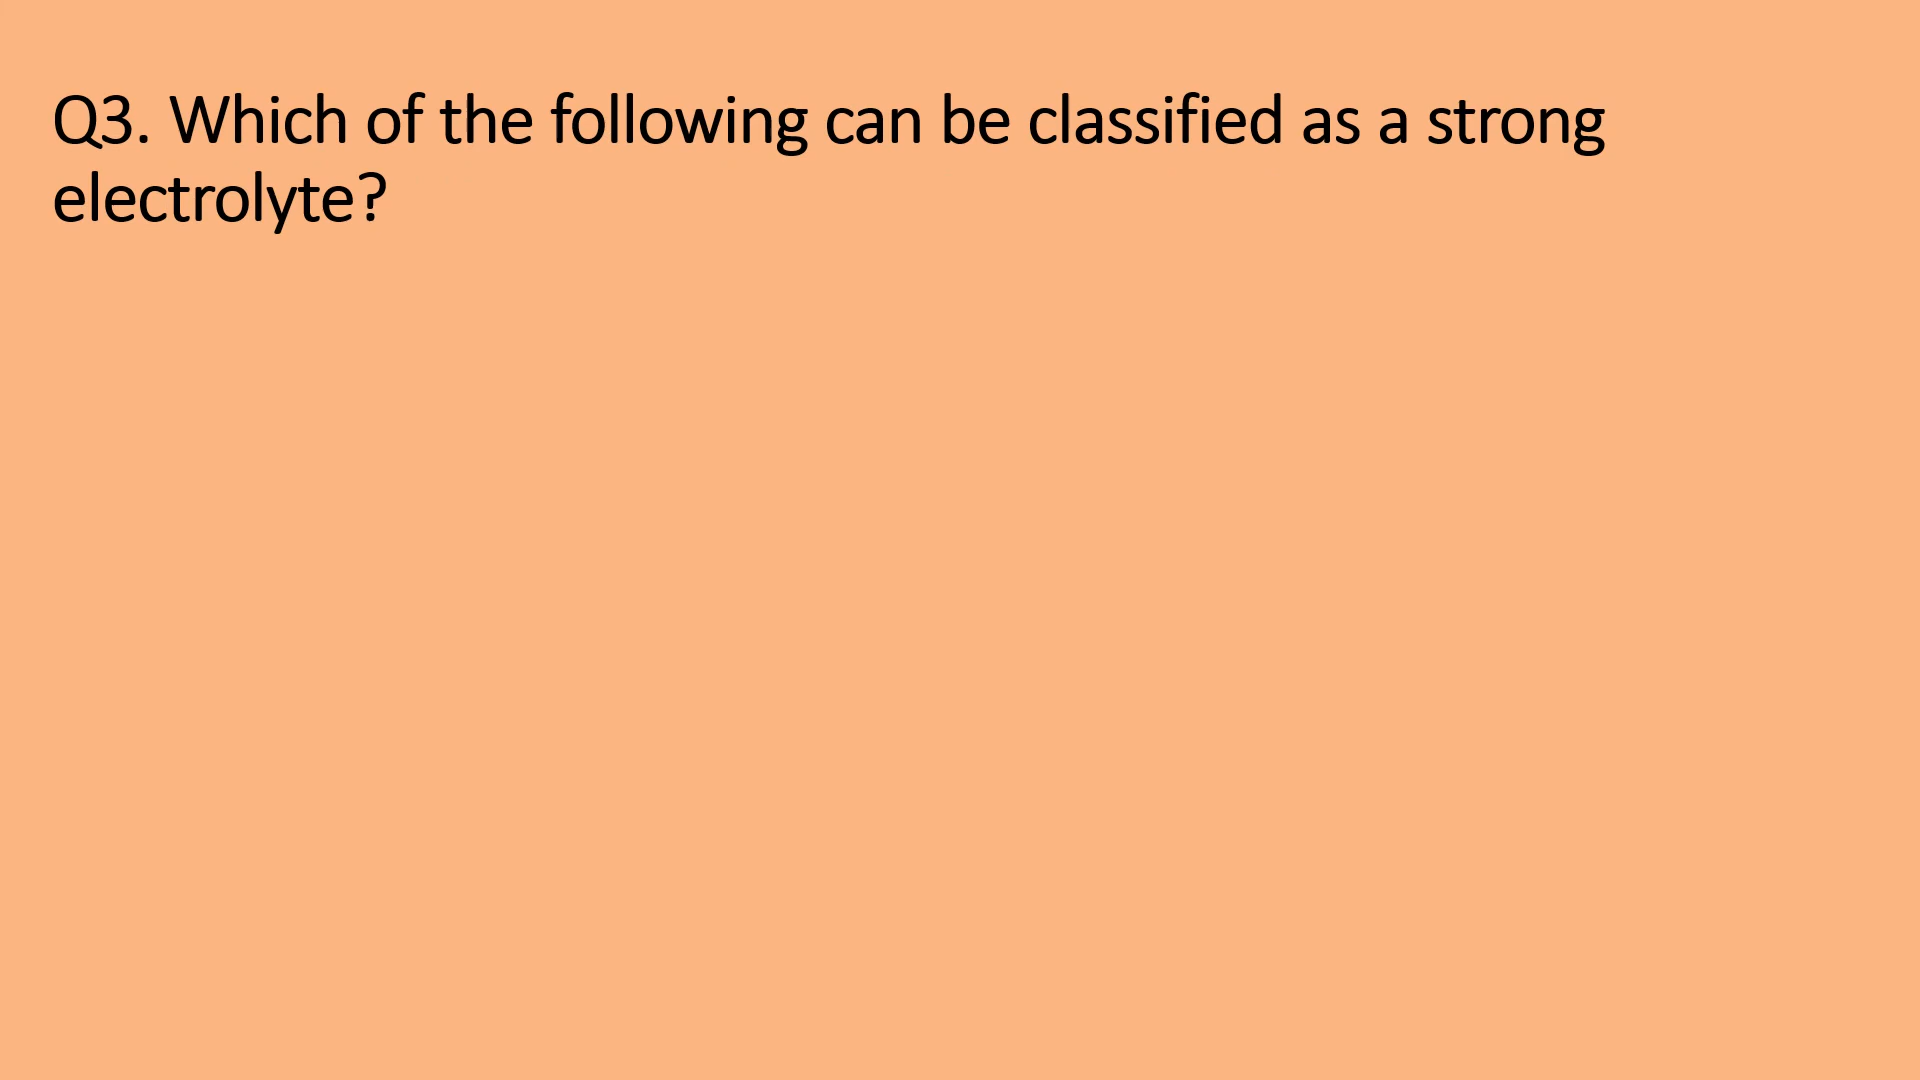 Q3. Which of the following can be classified as a strong
electrolyte?